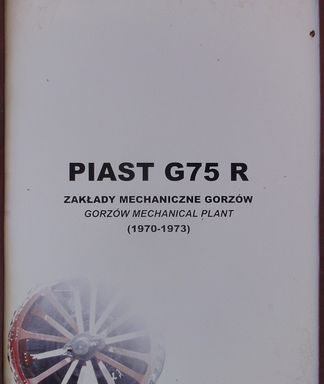 PIAST G75 R
ZAKŁADY MECHANICZNE GORZÓW
GORZÓW MECHANICAL PLANT
(1970-1973)